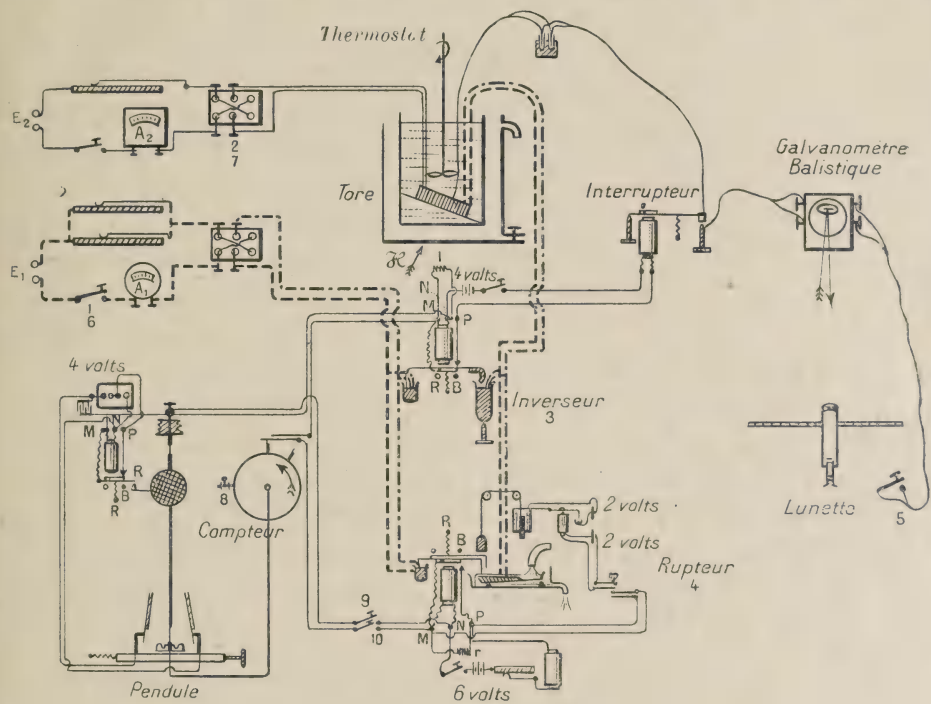 Thermostat
E2
A2
2
7
Tore
Interrupteur
Galvanomètre
Balistique
E1
A1
1
6
H
4 volts
N
M
P
R
B
Inverseur
3
4 volts
M
N
P
R
B
R
8
Compteur
2 volts
2 volts
Rupteur
4
Lunette
5
R
B
9
10
M
N
P
r
6 volts
Pendule